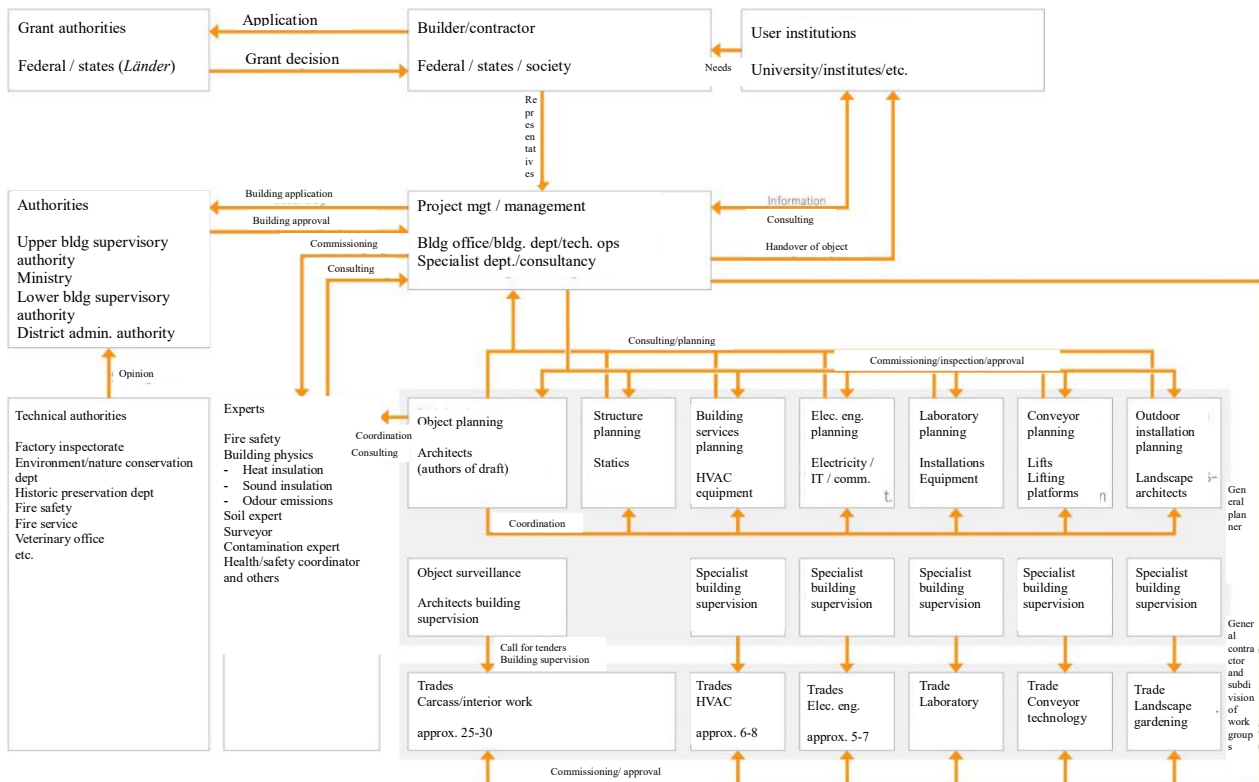 Grant authorities
Federal / states (Länder)
Application
Grant decision
Builder/contractor
Federal / states / society
Needs
User institutions
University/institutes/etc.
Re
pr
es
en
tat
iv
es
Authorities
Upper bldg supervisory
authority
Ministry
Lower bldg supervisory
authority
District admin. authority
Building application
Building approval
Commissioning
Consulting
Project mgt / management
Bldg office/bldg. dept/tech. ops
Specialist dept./consultancy
Information
Consulting
Handover of object
Opinion
Consulting/planning
Commissioning/inspection/approval
Technical authorities
Factory inspectorate
Environment/nature conservation
dept
Historic preservation dept
Fire safety
Fire service
Veterinary office
etc.
Experts
Fire safety
Building physics
- Heat insulation
- Sound insulation
- Odour emissions
Soil expert
Surveyor
Contamination expert
Health/safety coordinator
and others
Coordination
Consulting
Object planning
Architects
(authors of draft)
Structure
planning
Statics
Building
services
planning
HVAC
equipment
Elec. eng.
planning
Electricity /
IT / comm.
t.
Laboratory
planning
Installations
Equipment
Conveyor
planning
Lifts
Lifting
platforms
Outdoor
installation
planning
Landscape
architects
Gen
eral
plan
ner
Coordination
Object surveillance
Architects building
supervision
Specialist
building
supervision
Specialist
building
supervision
Specialist
building
supervision
Specialist
building
supervision
Specialist
building
supervision
Call for tenders
Building supervision
Gener
al
contra
ctor
and
subdi
vision
of
work
group
s
Trades
Carcass/interior work
approx. 25-30
Trades
HVAC
approx. 6-8
Trades
Elec. eng.
approx. 5-7
Trade
Laboratory
Trade
Conveyor
technology
Trade
Landscape
gardening
Commissioning/ approval